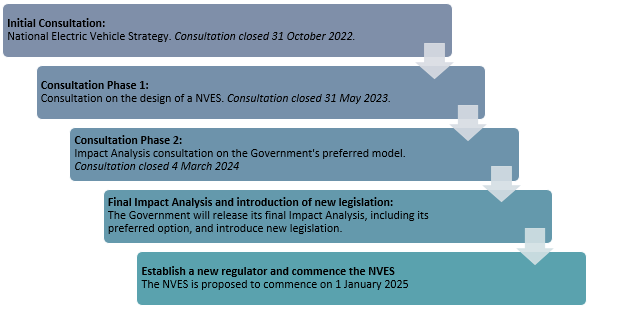 Initial Consultation:
National Electric Vehicle Strategy. Consultation closed 31 October 2022.
Consultation Phase 1:
Consultation on the design of a NVES. Consultation closed 31 May 2023.
Consultation Phase 2:
Impact Analysis consultation on the Government's preferred model.
Consultation closed 4 March 2024
Final Impact Analysis and introduction of new legislation:
The Government will release its final Impact Analysis, including its
preferred option, and introduce new legislation.
Establish a new regulator and commence the NVES
The NVES is proposed to commence on 1 January 2025